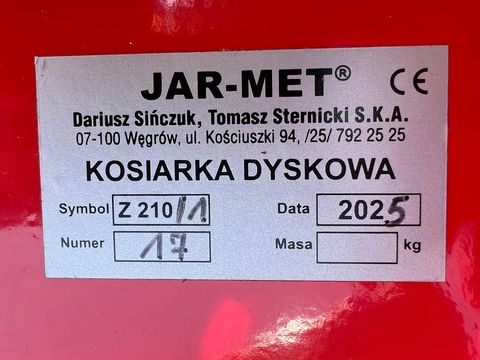 JAR-MET® CE
Dariusz Sińczuk, Tomasz Sternicki S.K.A.
07-100 Węgrów, ul. Kościuszki 94, /25/ 792 25 25
KOSIARKA DYSKOWA
Symbol Z 210/1 Data 2025
Numer 17 Masa kg